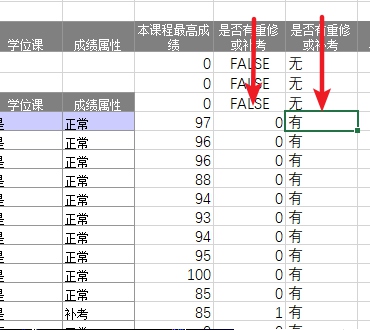 学位课 成绩属性 本课程最高成绩 是否有重修或补考 是否有重修或补考
0 FALSE 无
0 FALSE 无
学位课 成绩属性 0 FALSE 无
是 正常 97 0 有
是 正常 96 0 有
是 正常 96 0 有
是 正常 88 0 有
是 正常 94 0 有
是 正常 93 0 有
是 正常 94 0 有
是 正常 95 0 有
是 正常 100 0 有
是 正常 85 0 有
是 补考 85 1 有